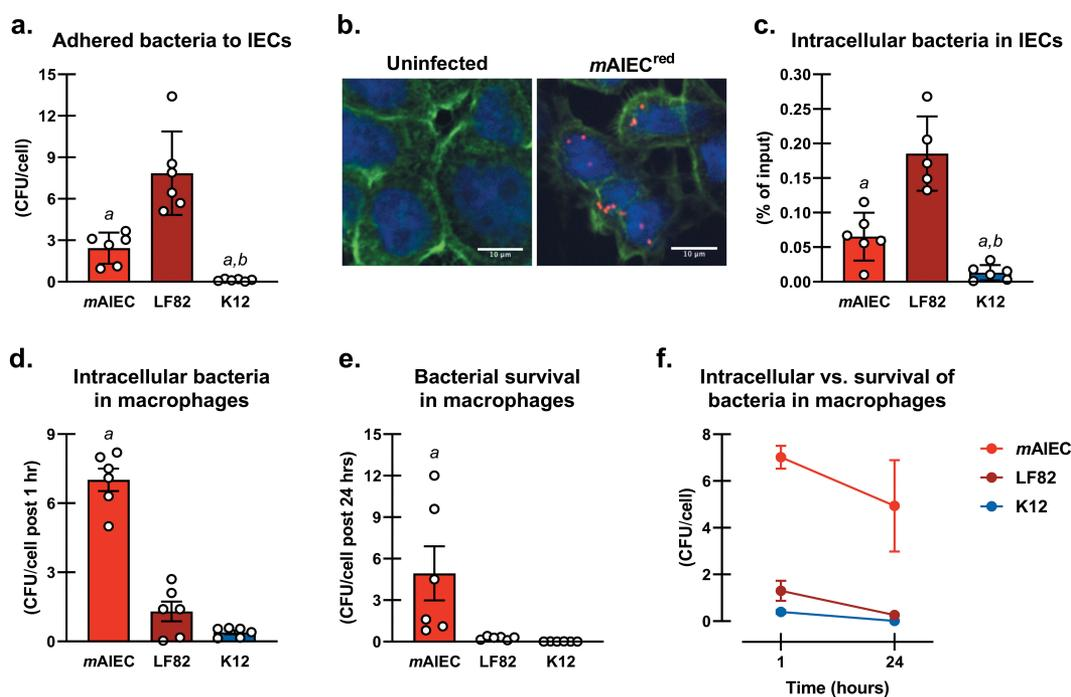 a.
Adhered bacteria to IECs
(CFU/cell)
15
12
9
6
3
0
a
a,b
mAIEC LF82 K12
b.
Uninfected
mAIECred
10 µm
10 µm
c.
Intracellular bacteria in IECs
(% of input)
0.30
0.25
0.20
0.15
0.10
0.05
0.00
a
a,b
mAIEC LF82 K12
d.
Intracellular bacteria
in macrophages
(CFU/cell post 1 hr)
9
6
3
0
a
mAIEC LF82 K12
e.
Bacterial survival
in macrophages
(CFU/cell post 24 hrs)
15
12
9
6
3
0
a
mAIEC LF82 K12
f.
Intracellular vs. survival of
bacteria in macrophages
(CFU/cell)
8
6
4
2
0
1 24
Time (hours)
mAIEC
LF82
K12